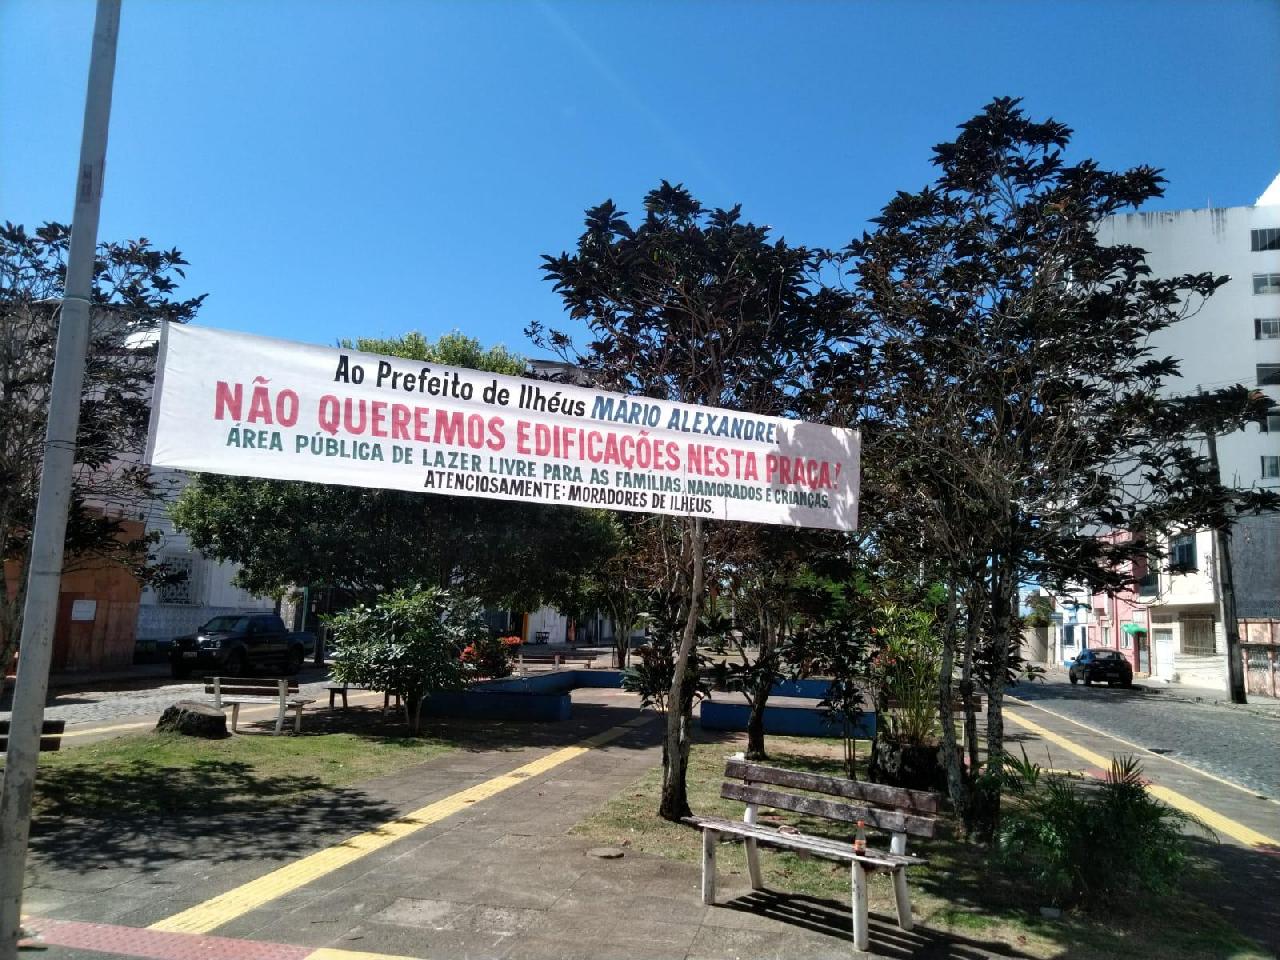 Ao Prefeito de Ilhéus MÁRIO ALEXANDRE.
NÃO QUEREMOS EDIFICAÇÕES NESTA PRAÇA!
ÁREA PÚBLICA DE LAZER LIVRE PARA AS FAMÍLIAS, NAMORADOS E CRIANÇAS.
ATENCIOSAMENTE: MORADORES DE ILHÉUS.